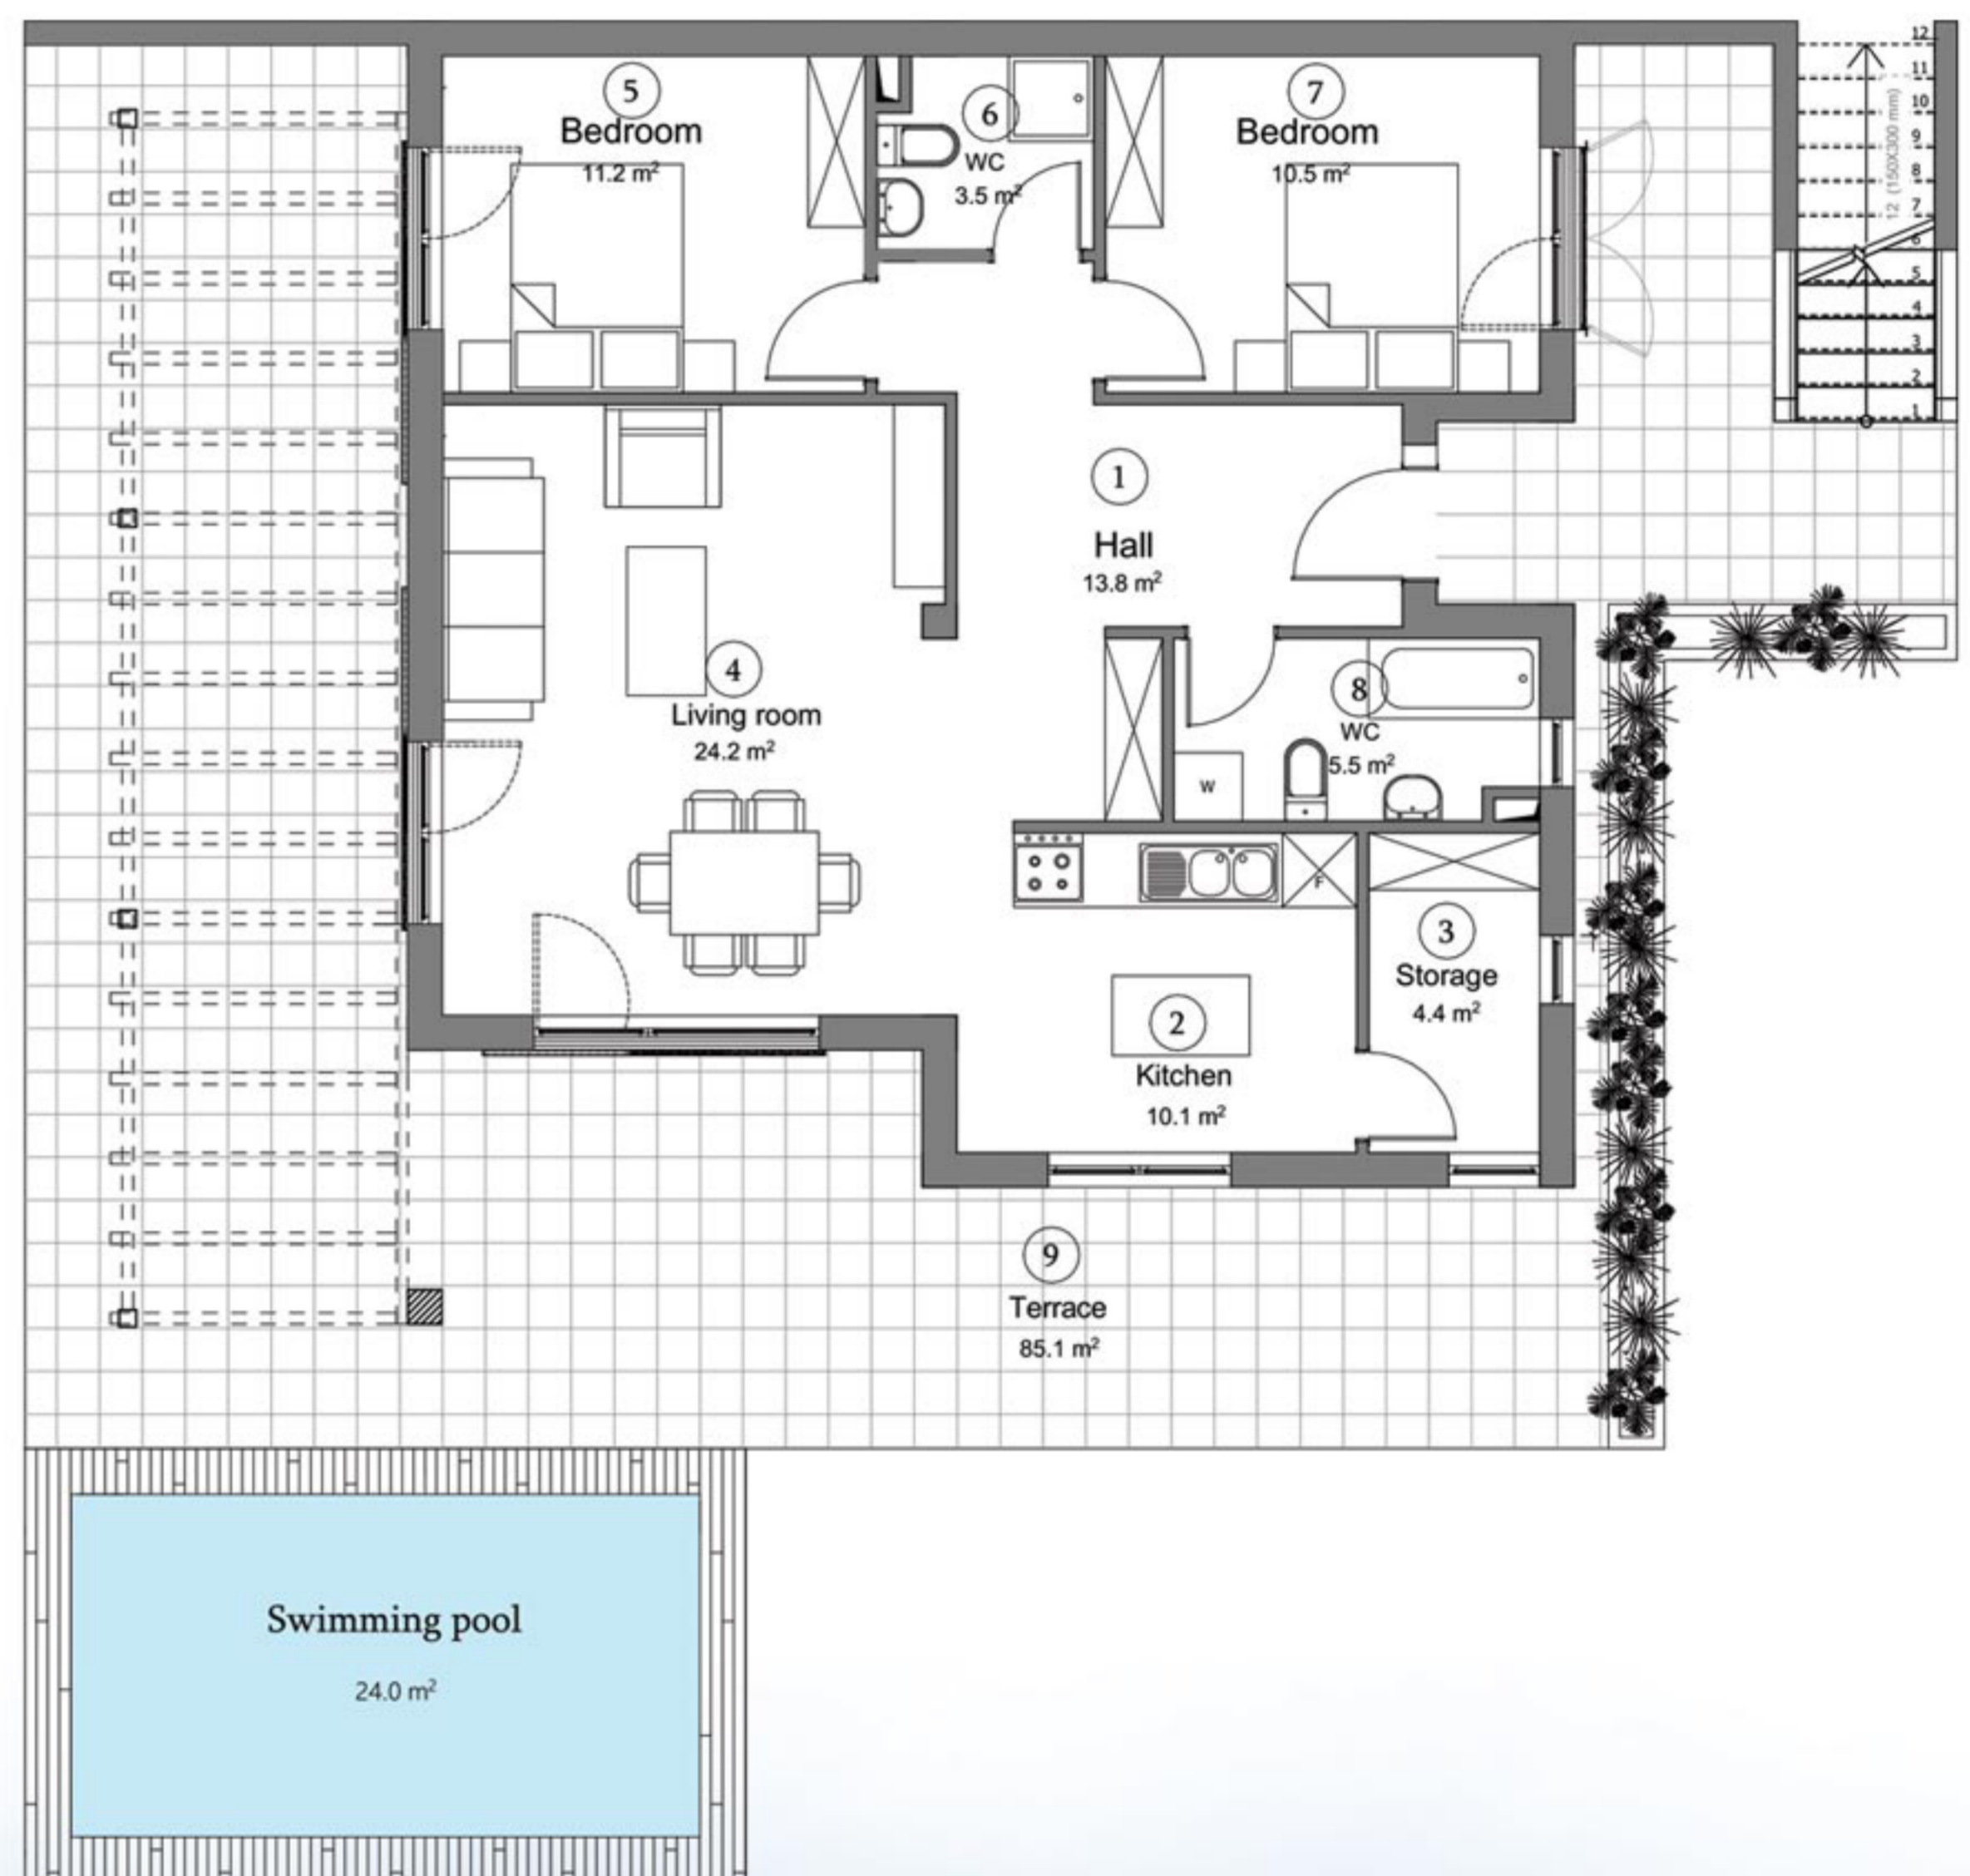 5
Bedroom
11.2 m²
6
WC
3.5 m²
7
Bedroom
10.5 m²
12
11
10
9
8
7
6
5
4
3
2
1
12 (150X300 mm)
1
Hall
13.8 m²
4
Living room
24.2 m²
8
WC
5.5 m²
W
F
3
Storage
4.4 m²
2
Kitchen
10.1 m²
9
Terrace
85.1 m²
Swimming pool
24.0 m²